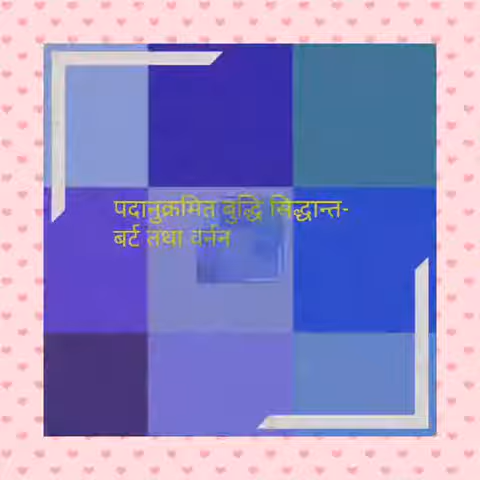 पदानुक्रमित बुद्धि सिद्धान्त-
बर्ट तथा वर्नन